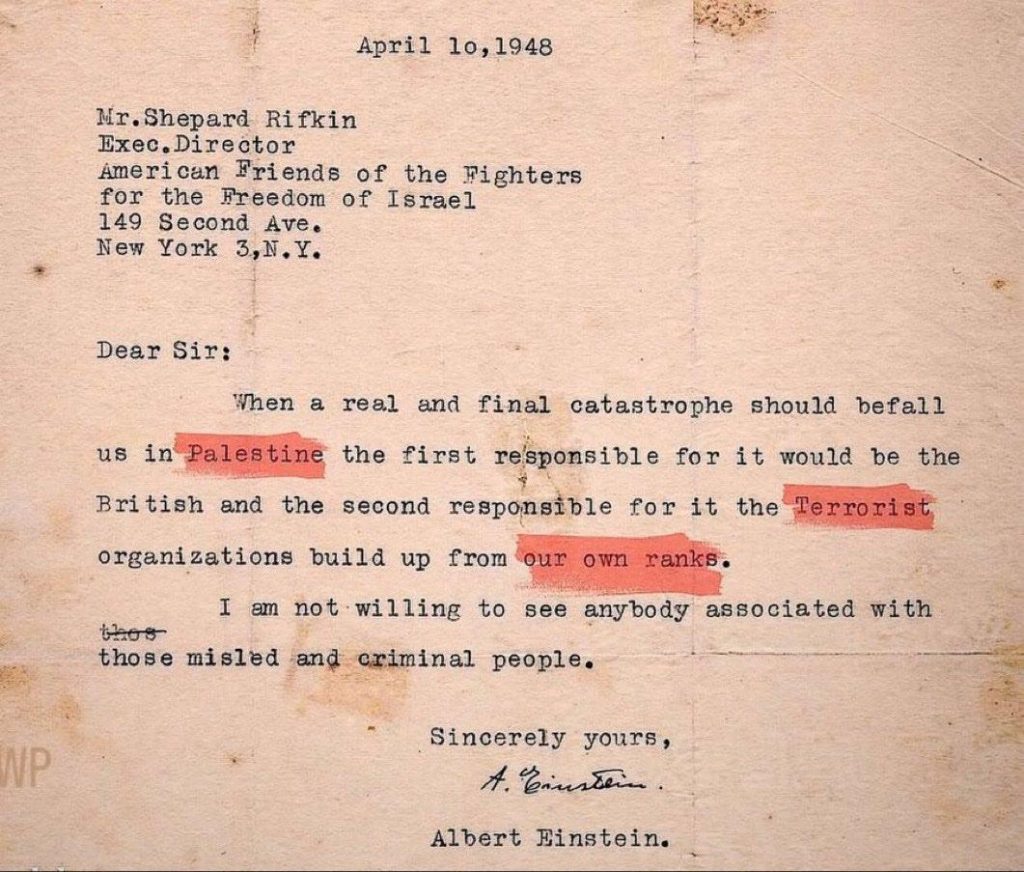 April 1o,1948
Mr.Shepard Rifkin
Exec.Director
American Friends of the Fighters
for the Freedom of Israel
149 Second Ave.
New York 3,N.Y.
Dear Sir:
When a real and final catastrophe should befall
us in Palestine the first responsible for it would be the
British and the second responsible for it the Terrorist
organizations build up from our own ranks.
I am not willing to see anybody associated with
thos
those misled and criminal people.
Sincerely yours,
WP
A. Einstein.
Albert Einstein.